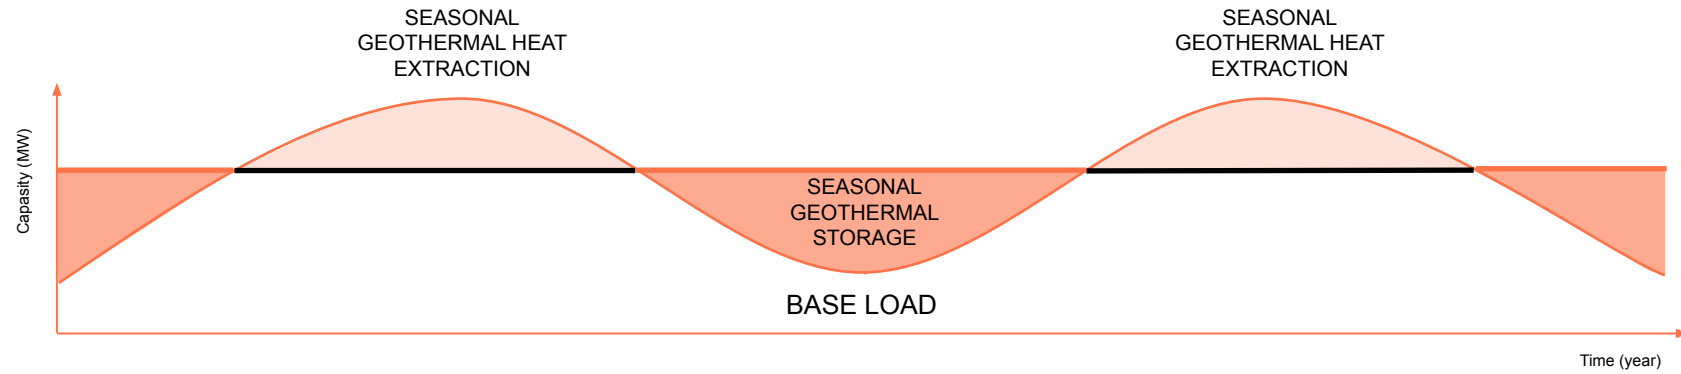 SEASONAL
GEOTHERMAL HEAT
EXTRACTION
SEASONAL
GEOTHERMAL HEAT
EXTRACTION
Capasity (MW)
SEASONAL
GEOTHERMAL
STORAGE
BASE LOAD
Time (year)